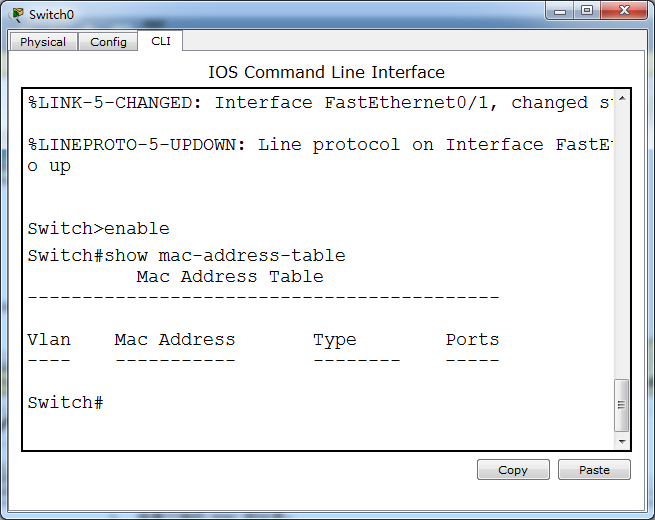 Switch0
Physical Config CLI
IOS Command Line Interface
%LINK-5-CHANGED: Interface FastEthernet0/1, changed
%LINEPROTO-5-UPDOWN: Line protocol on Interface
o up
Switch>enable
Switch#show mac-address-table
Mac Address Table
-------------------------------------------
Vlan Mac Address Type Ports
---- ----------- -------- -----
Switch#
Copy Paste